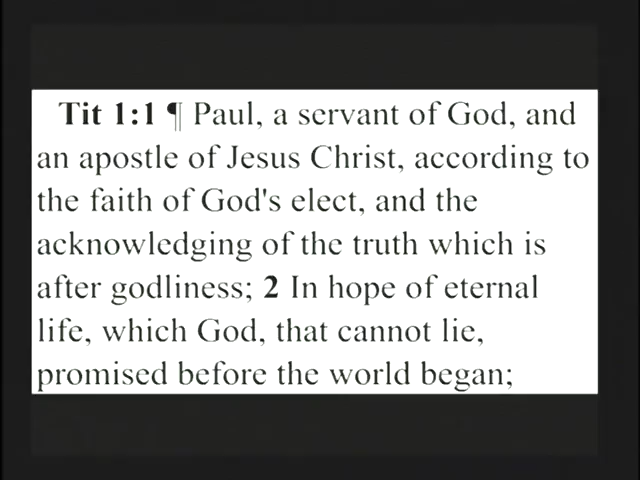 Tit 1:1 ¶ Paul, a servant of God, and
an apostle of Jesus Christ, according to
the faith of God's elect, and the
acknowledging of the truth which is
after godliness; 2 In hope of eternal
life, which God, that cannot lie,
promised before the world began;